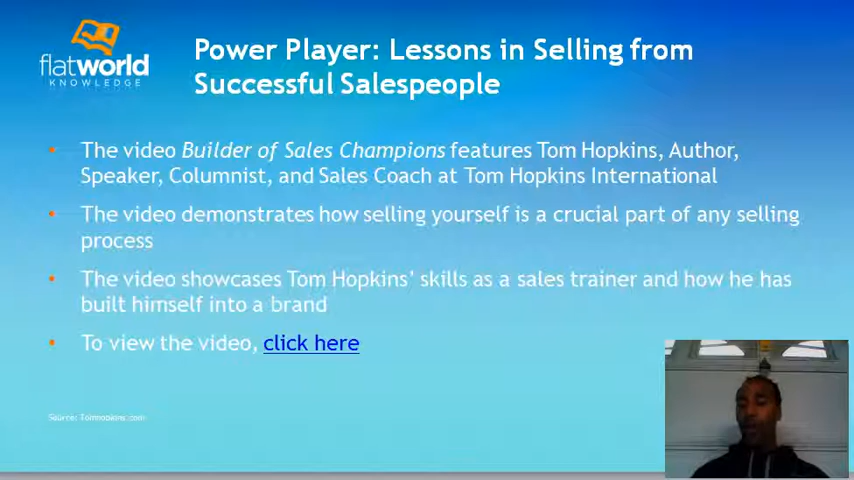 Power Player: Lessons in Selling from
Successful Salespeople
flatworld
KNOWLEDGE
The video Builder of Sales Champions features Tom Hopkins, Author,
Speaker, Columnist, and Sales Coach at Tom Hopkins International
The video demonstrates how selling yourself is a crucial part of any selling
process
The video showcases Tom Hopkins' skills as a sales trainer and how he has
built himself into a brand
To view the video, click here
Source: Tomhopkins.com